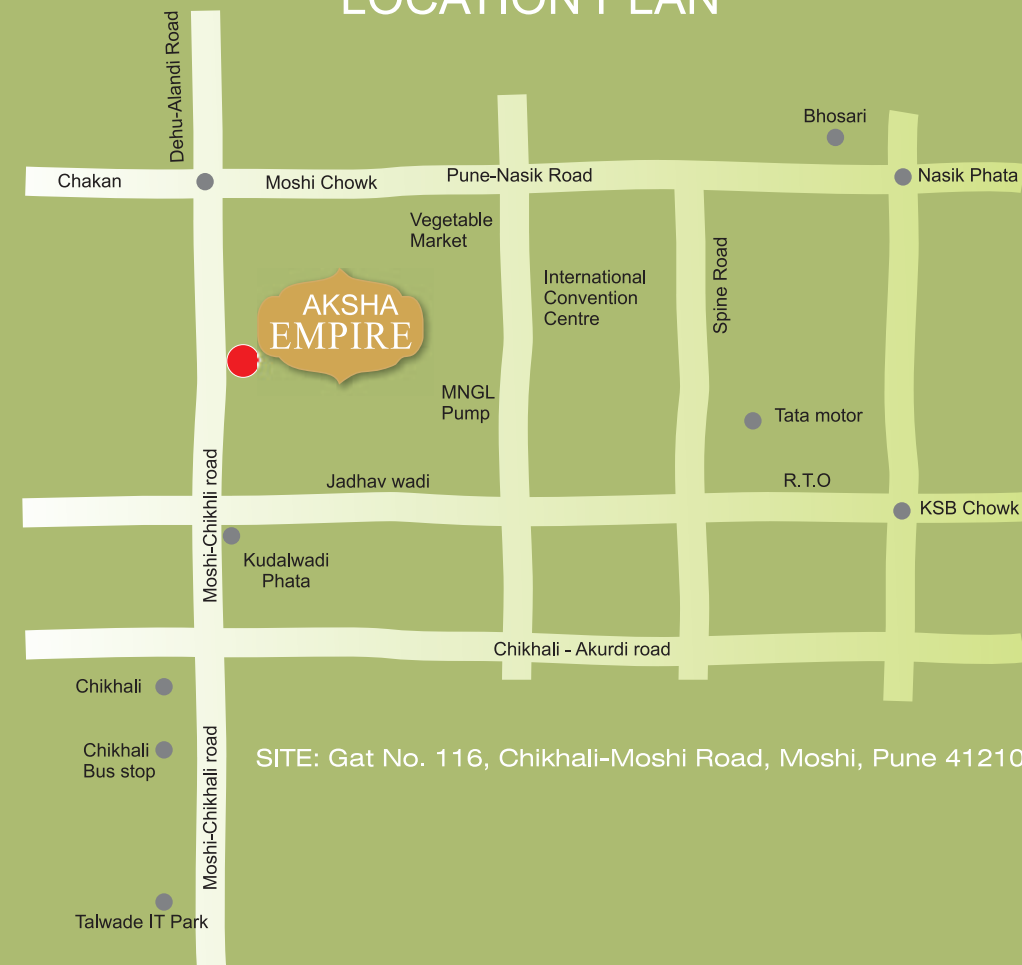 LOCATION PLAN
Dehu-Alandi Road
Bhosari
Chakan
Moshi Chowk
Pune-Nasik Road
Nasik Phata
Vegetable
Market
International
Convention
Centre
Spine Road
AKSHA
EMPIRE
MNGL
Pump
Tata motor
Jadhav wadi
R.T.O
KSB Chowk
Moshi-Chikhli road
Kudalwadi
Phata
Chikhali - Akurdi road
Chikhali
Chikhali
Bus stop
Moshi-Chikhali road
SITE: Gat No. 116, Chikhali-Moshi Road, Moshi, Pune 41210
Talwade IT Park